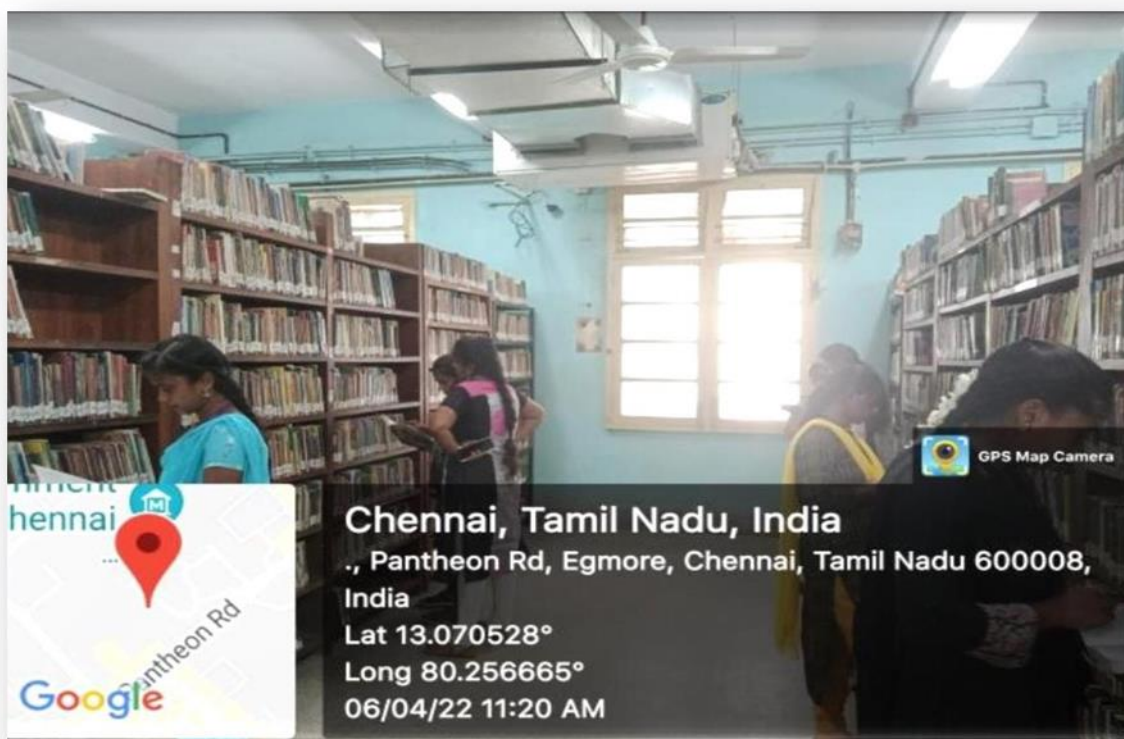 GPS Map Camera
hennai
Pantheon Rd
Google
Chennai, Tamil Nadu, India
., Pantheon Rd, Egmore, Chennai, Tamil Nadu 600008,
India
Lat 13.070528°
Long 80.256665°
06/04/22 11:20 AM